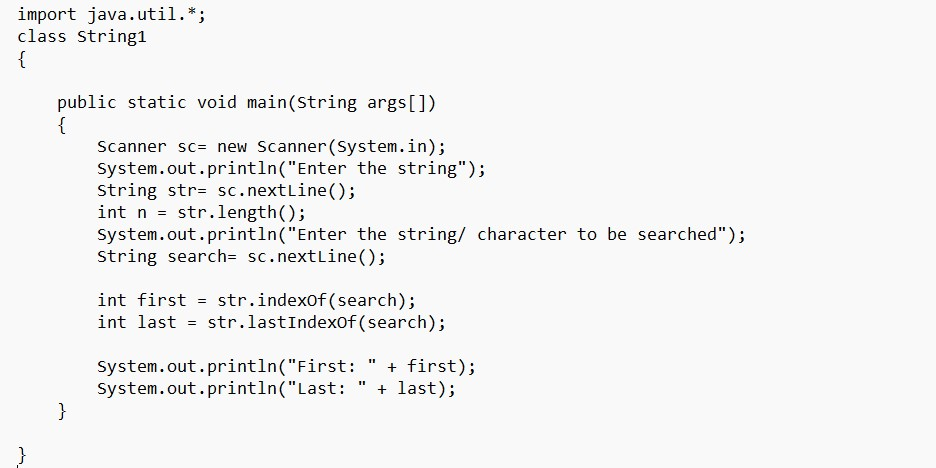 import java.util.*;
class String1
{
public static void main(String args[])
{
Scanner sc= new Scanner(System.in);
System.out.println("Enter the string");
String str= sc.nextLine();
int n = str.length();
System.out.println("Enter the string/ character to be searched");
String search= sc.nextLine();
int first = str.indexOf(search);
int last = str.lastIndexOf(search);
System.out.println("First: " + first);
System.out.println("Last: " + last);
}
}